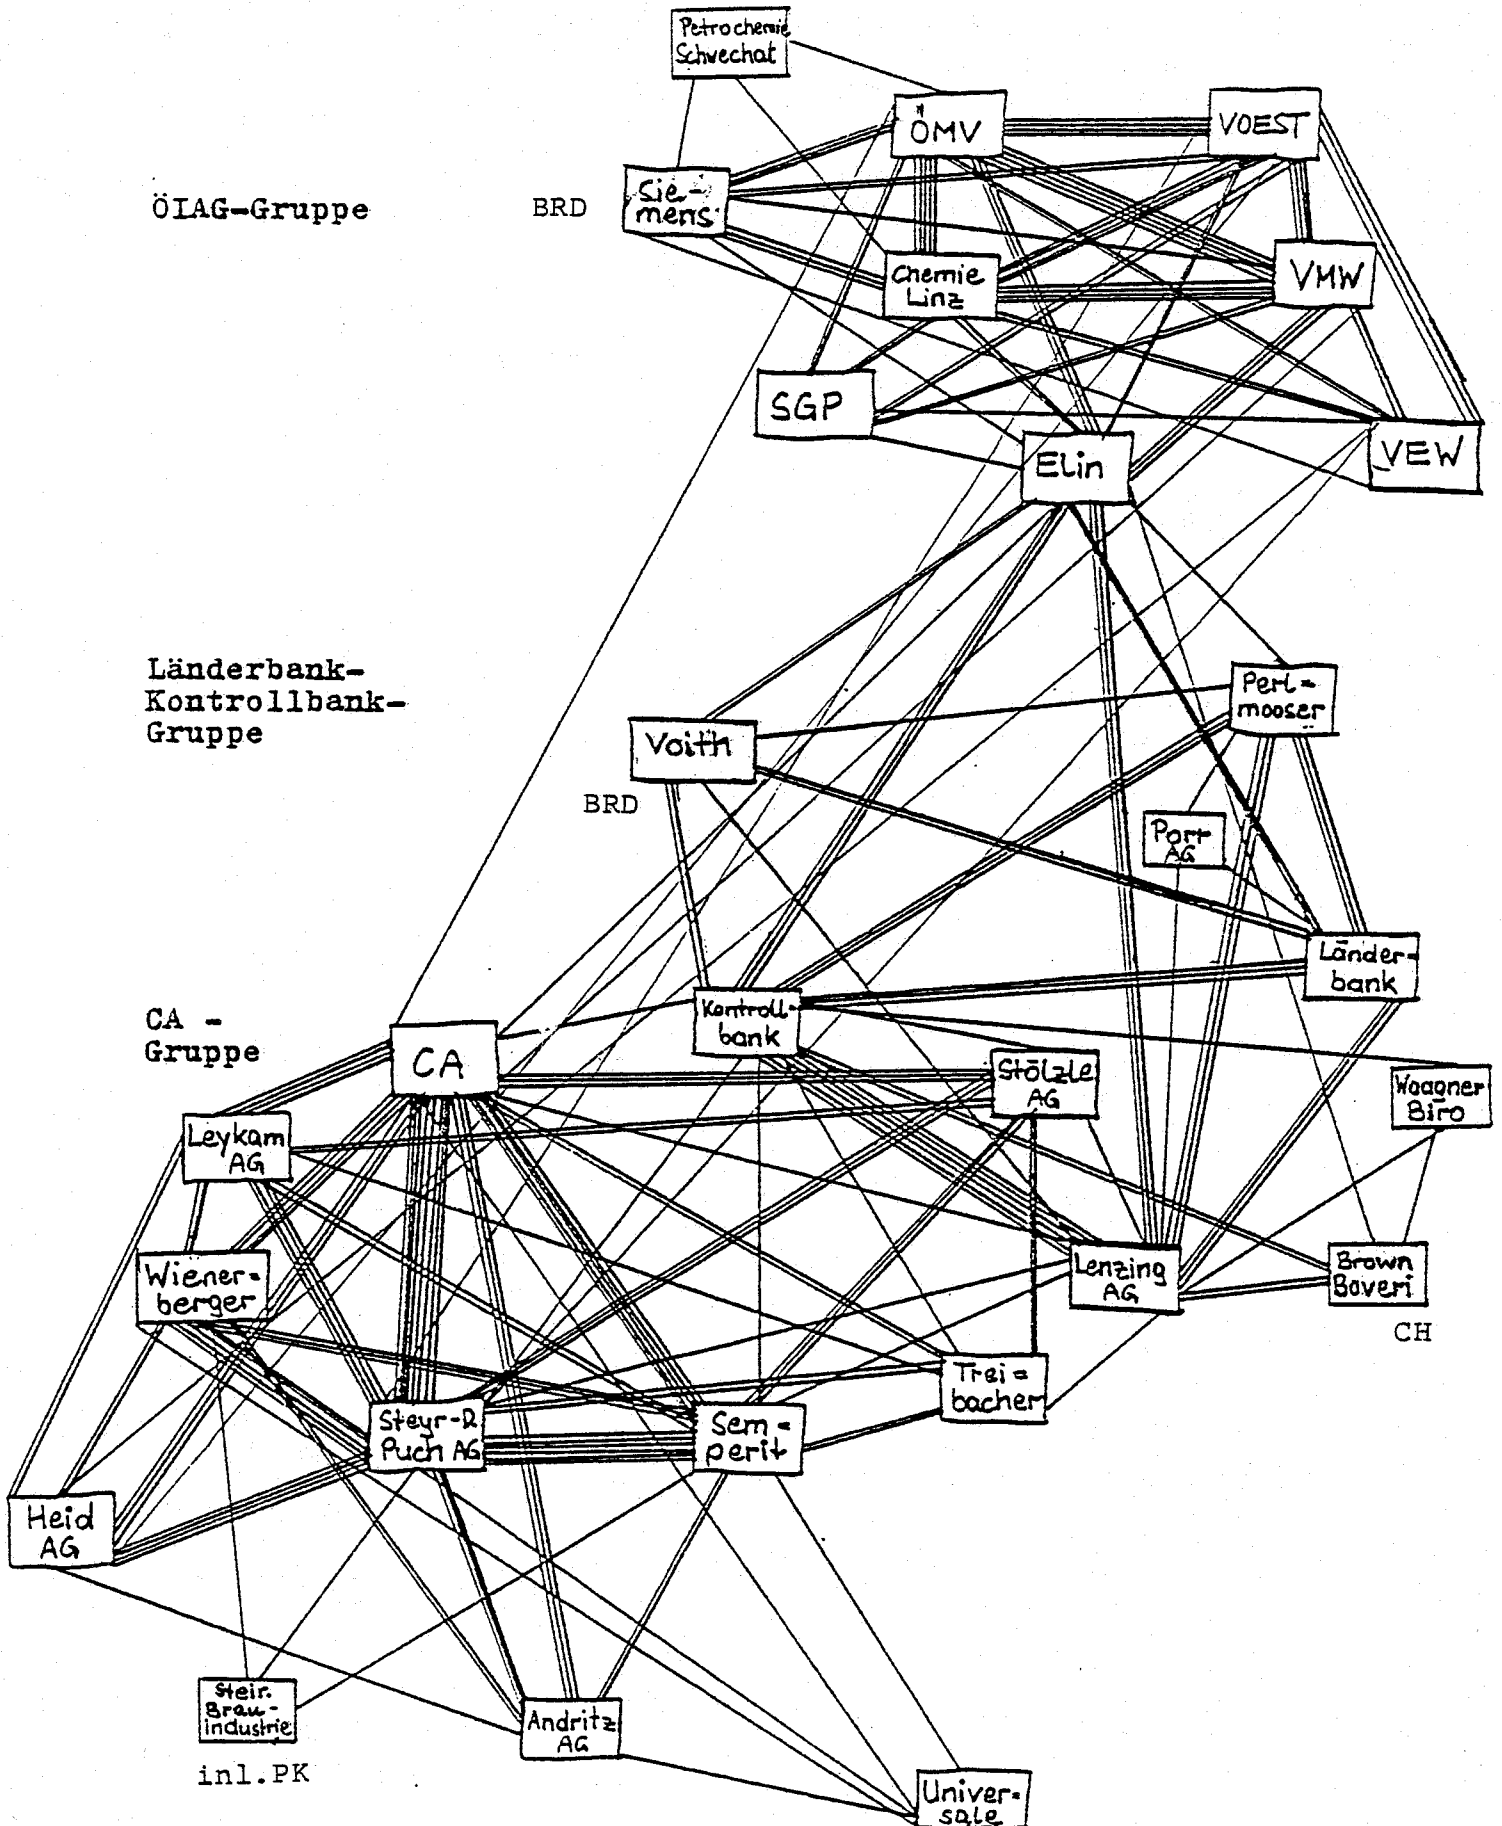 Petrochemie
Schwechat
ÖMV
VOEST
Sie-
mens
ÖIAG-Gruppe
BRD
Chemie
Linz
VMW
SGP
Elin
VEW
Länderbank-
Kontrollbank-
Gruppe
Perl=
mooser
Voith
BRD
Porr
AG
Länder-
bank
CA -
Gruppe
Kontroll-
bank
CA
Stölzle
AG
Waagner
Biro
Leykam
AG
Wiener=
berger
Lenzing
AG
Brown
Boveri
CH
Trei=
bacher
Steyr-D.
Puch AG
Sem=
perit
Heid
AG
Steir.
Brau-
industrie
inl.PK
Andritz
AG
Univer=
sale